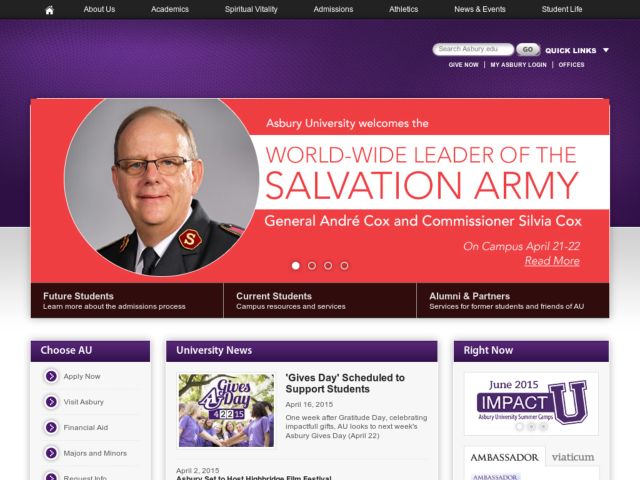 About Us Academics Spiritual Vitality Admissions Athletics News & Events Student Life
Search Asbury.edu GO QUICK LINKS
GIVE NOW | MY ASBURY LOGIN | OFFICES
Asbury University welcomes the
WORLD-WIDE LEADER OF THE
SALVATION ARMY
General André Cox and Commissioner Silvia Cox
On Campus April 21-22
Read More
S
Future Students
Learn more about the admissions process
Current Students
Campus resources and services
Alumni & Partners
Services for former students and friends of AU
Choose AU
Apply Now
Visit Asbury
Financial Aid
Majors and Minors
Request Info
University News
Gives
A Day
4 22 15
'Gives Day' Scheduled to
Support Students
April 16, 2015
One week after Gratitude Day, celebrating
impactfull gifts, AU looks to next week's
Asbury Gives Day (April 22)
April 2, 2015
Asbury Set to Host Highbridge Film Festival
Right Now
June 2015
IMPACT U
Asbury University Summer Camps
AMBASSADOR viaticum
AMBASSADOR